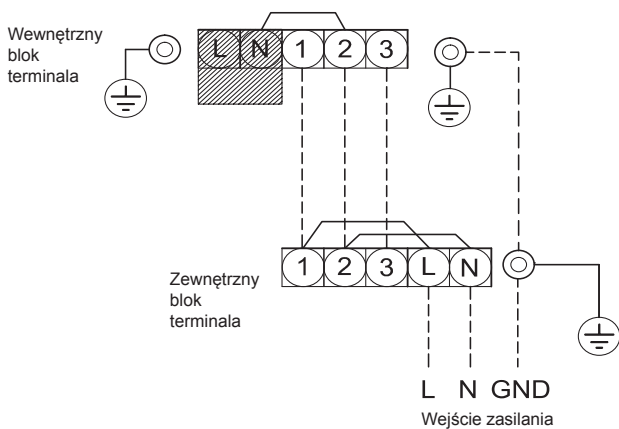 Wewnętrzny
blok
terminala
L N 1 2 3
Zewnętrzny
blok
terminala
1 2 3 L N
L N GND
Wejście zasilania